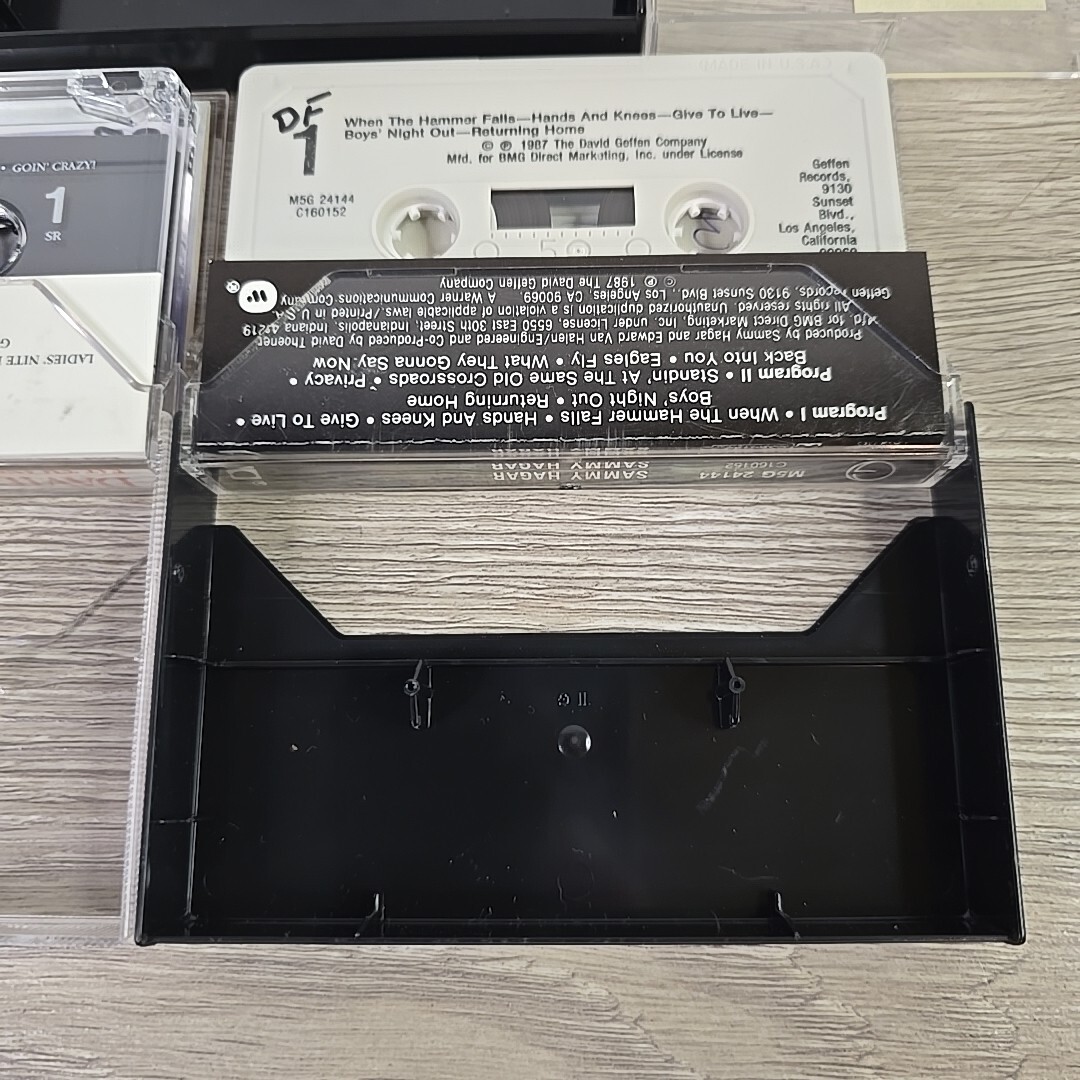 DF
1
When The Hammer Falls—Hands And Knees—Give To Live—
Boys' Night Out—Returning Home
© ℗ 1987 The David Geffen Company
Mfd. for BMG Direct Marketing, Inc. under License
M5G 24144
C160152
Geffen
Records,
9130
Sunset
Blvd.,
Los Angeles,
California
50
• GOIN' CRAZY!
1
SR
LADIES' NITE
M5G 24144
C160152
SAMMY HAGAR
SAMMY HAGAR
Program I • When The Hammer Falls • Hands And Knees • Give To Live •
Boys' Night Out • Returning Home
Program II • Standin' At The Same Old Crossroads • Privacy •
Back Into You • Eagles Fly • What They Gonna Say Now
Produced by Sammy Hagar and Edward Van Halen/Engineered and Co-Produced by David Thoener
Mfd. for BMG Direct Marketing, Inc. under License, 6550 East 30th Street, Indianapolis, Indiana 46219
All rights reserved. Unauthorized duplication is a violation of applicable laws. Printed in U.S.A.
Geffen records, 9130 Sunset Blvd., Los Angeles, CA 90069. A Warner Communications Company
© ℗ 1987 The David Geffen Company
®